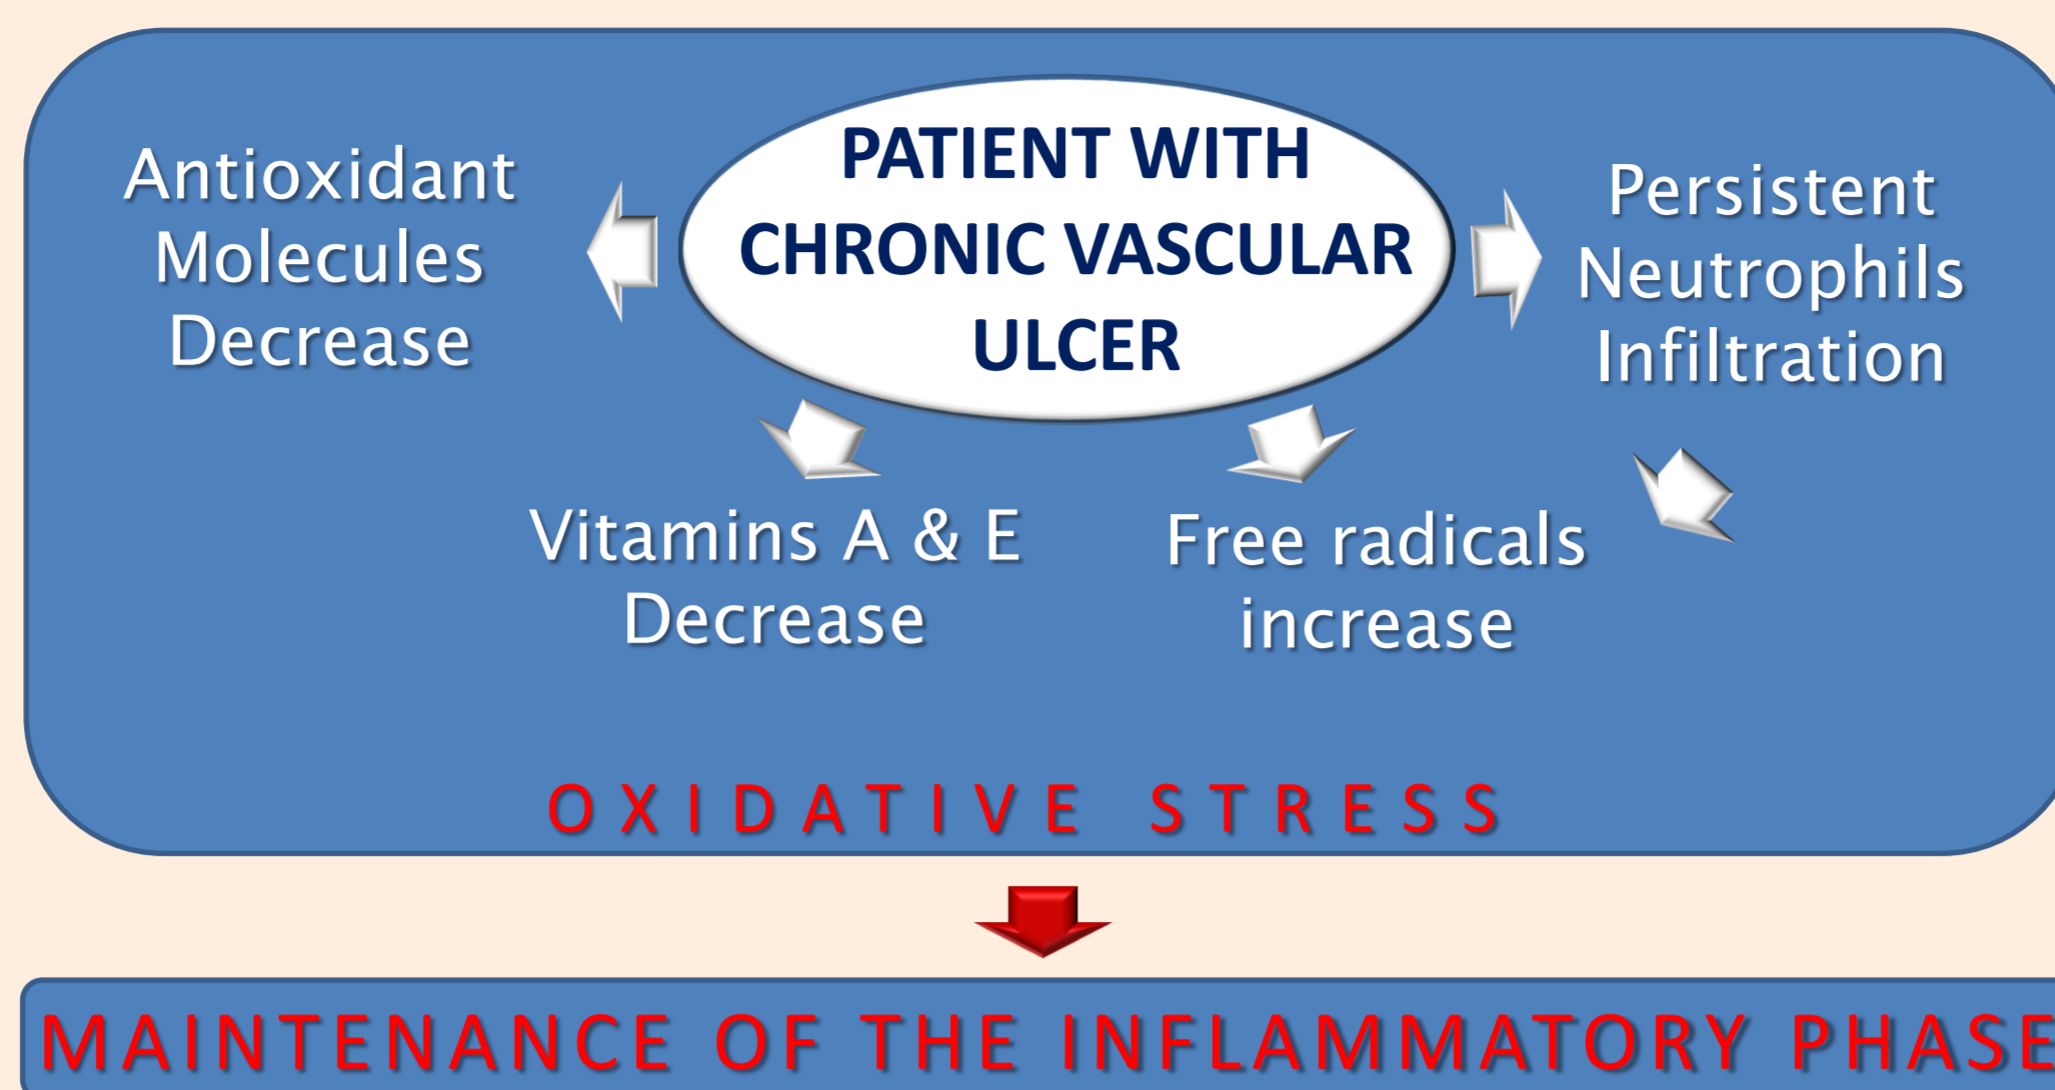 PATIENT WITH
CHRONIC VASCULAR
ULCER
Antioxidant
Molecules
Decrease
Persistent
Neutrophils
Infiltration
Vitamins A & E
Decrease
Free radicals
increase
OXIDATIVE STRESS
MAINTENANCE OF THE INFLAMMATORY PHASE